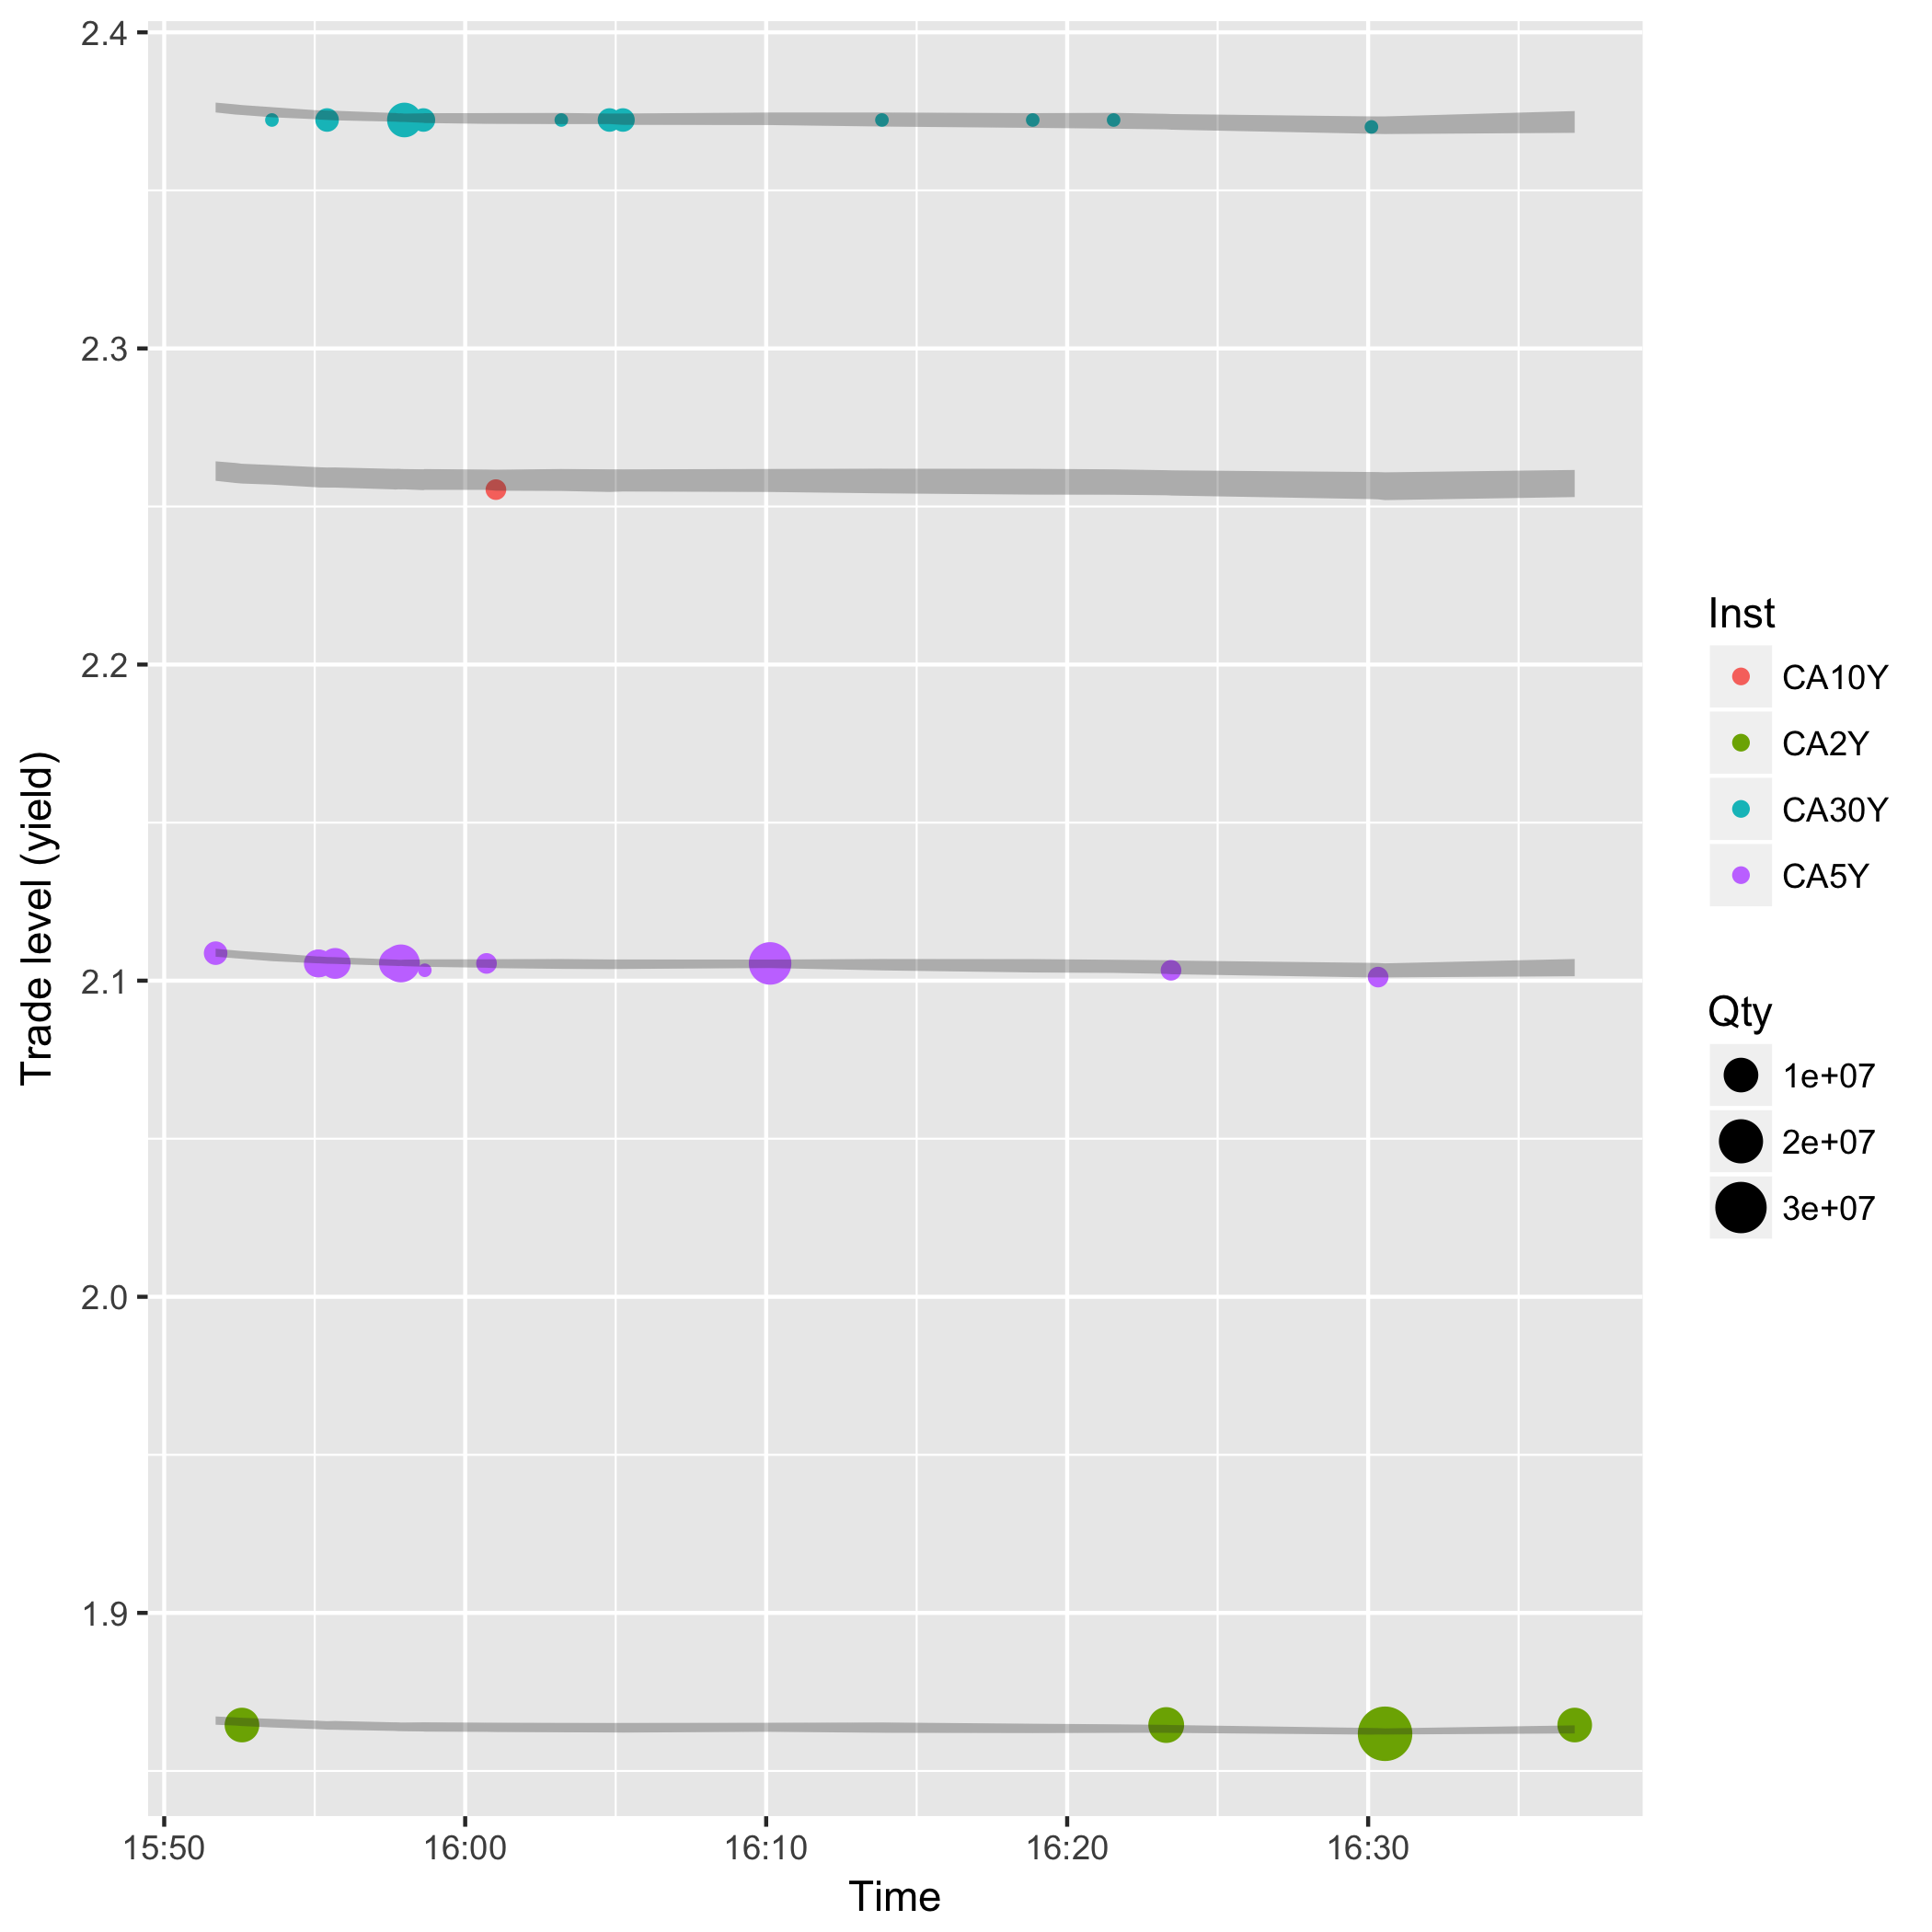 2.4
2.3
2.2
2.1
2.0
1.9
Trade level (yield)
15:50
16:00
16:10
16:20
16:30
Time
Inst
CA10Y
CA2Y
CA30Y
CA5Y
Qty
1e+07
2e+07
3e+07